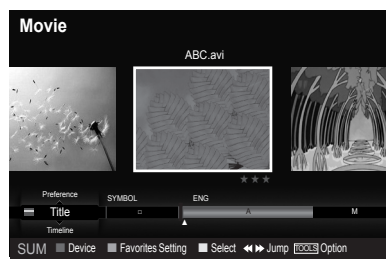 Movie
ABC.avi
Preference
SYMBOL ENG
Title
A M
Timeline
SUM Device Favorites Setting Select Jump TOOLS Option